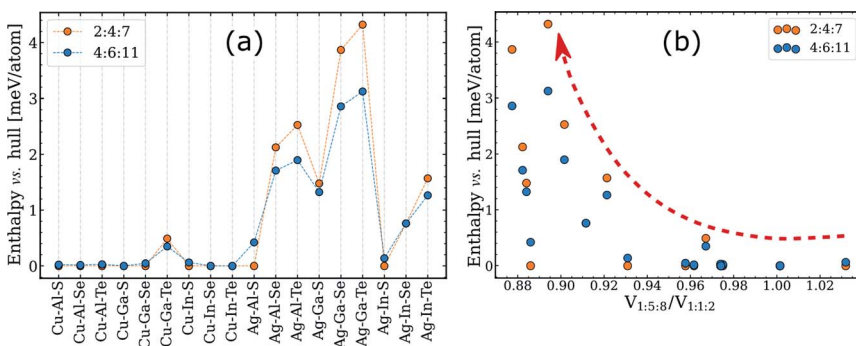 (a)
2:4:7
4:6:11
Enthalpy vs. hull [meV/atom]
4
3
2
1
0
Cu-Al-S
Cu-Al-Se
Cu-Al-Te
Cu-Ga-S
Cu-Ga-Se
Cu-Ga-Te
Cu-In-S
Cu-In-Se
Cu-In-Te
Ag-Al-S
Ag-Al-Se
Ag-Al-Te
Ag-Ga-S
Ag-Ga-Se
Ag-Ga-Te
Ag-In-S
Ag-In-Se
Ag-In-Te
(b)
2:4:7
4:6:11
Enthalpy vs. hull [meV/atom]
4
3
2
1
0
0.88 0.90 0.92 0.94 0.96 0.98 1.00 1.02
V1:5:8/V1:1:2